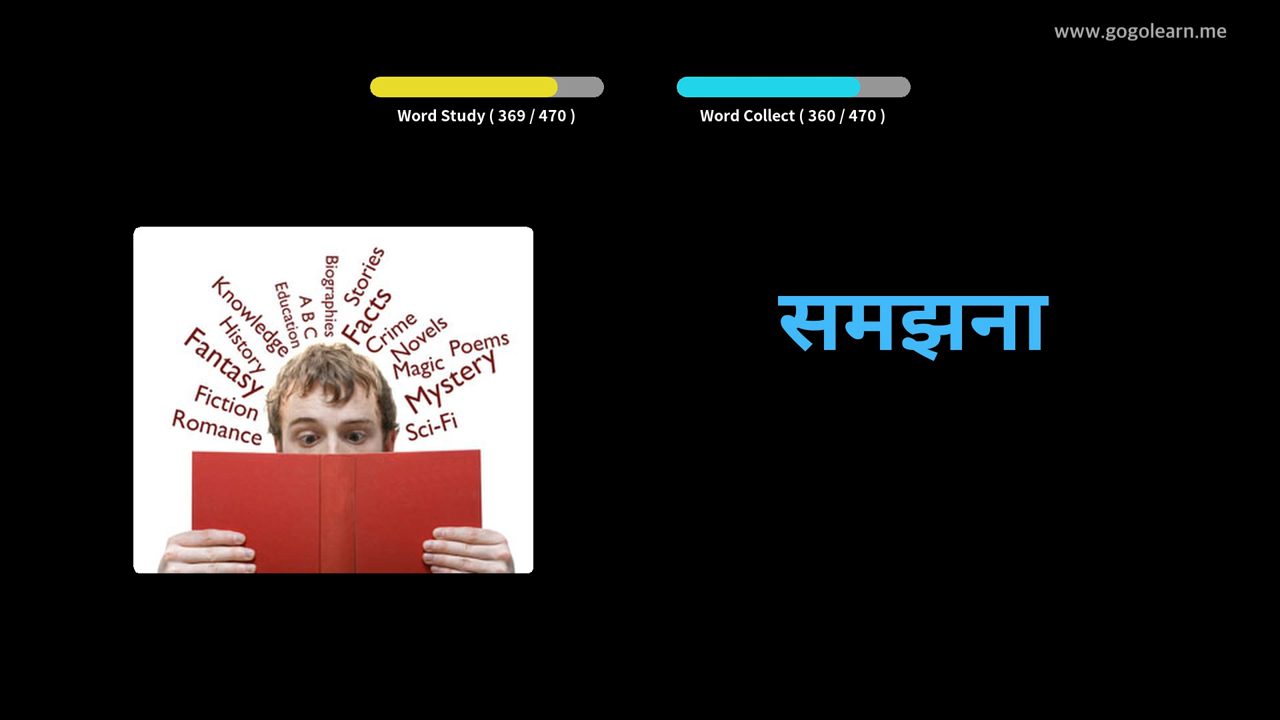 www.gogolearn.me
Word Study ( 369 / 470 )
Word Collect ( 360 / 470 )
समझना
Knowledge
Education
A B C
Biographies
Stories
Facts
History
Crime
Novels
Fantasy
Magic
Poems
Mystery
Fiction
Romance
Sci-Fi